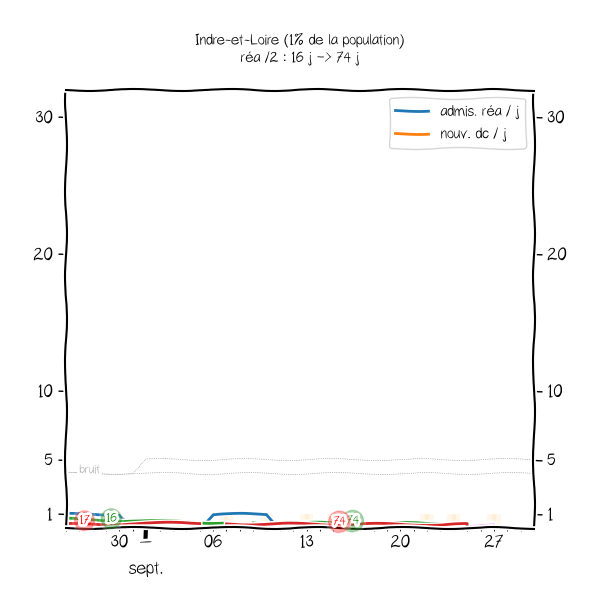 Indre-et-Loire (1% de la population)
réa /2 : 16 j -> 74 j
admis. réa / j
nouv. dc / j
30 30
20 20
10 10
5 5
bruit
1 1
17 16 74 74
30 1 06 13 20 27
sept.